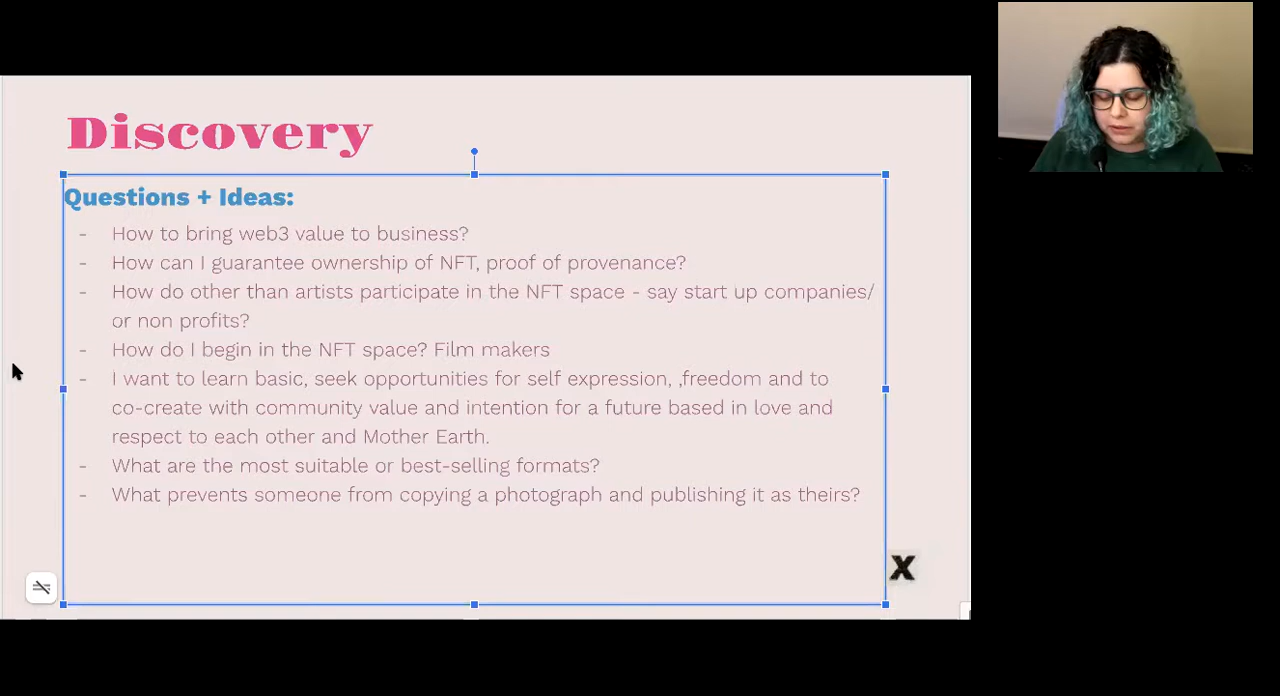 Discovery
Questions + Ideas:
- How to bring web3 value to business?
- How can I guarantee ownership of NFT, proof of provenance?
- How do other than artists participate in the NFT space - say start up companies/
or non profits?
- How do I begin in the NFT space? Film makers
- I want to learn basic, seek opportunities for self expression, ,freedom and to
co-create with community value and intention for a future based in love and
respect to each other and Mother Earth.
- What are the most suitable or best-selling formats?
- What prevents someone from copying a photograph and publishing it as theirs?
X